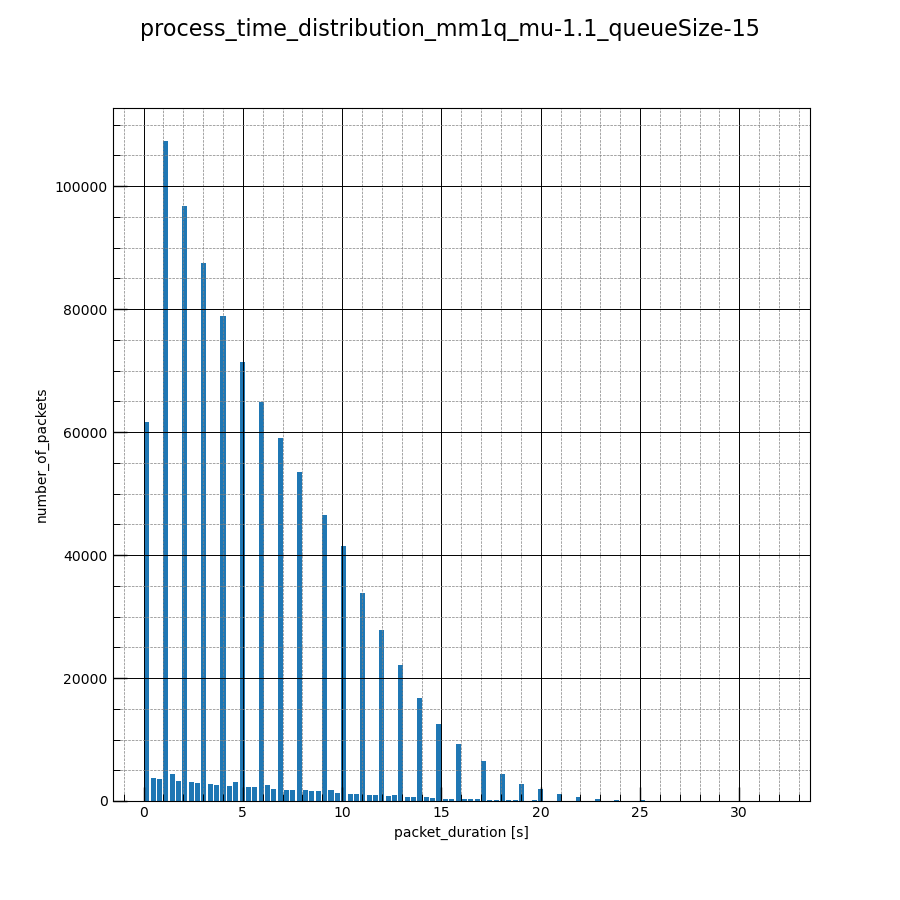 process_time_distribution_mm1q_mu-1.1_queueSize-15
100000
80000
60000
40000
20000
0
number_of_packets
0 5 10 15 20 25 30
packet_duration [s]